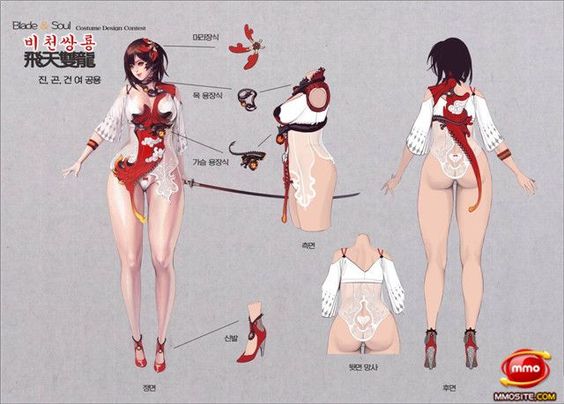 Blade & Soul Costume Design Contest
비천쌍룡
飛天雙龍
진, 곤, 건 여 공용
머리장식
목 용장식
가슴 용장식
측면
신발
정면
뒷면 망사
후면
mmo
MMOSITE.COM